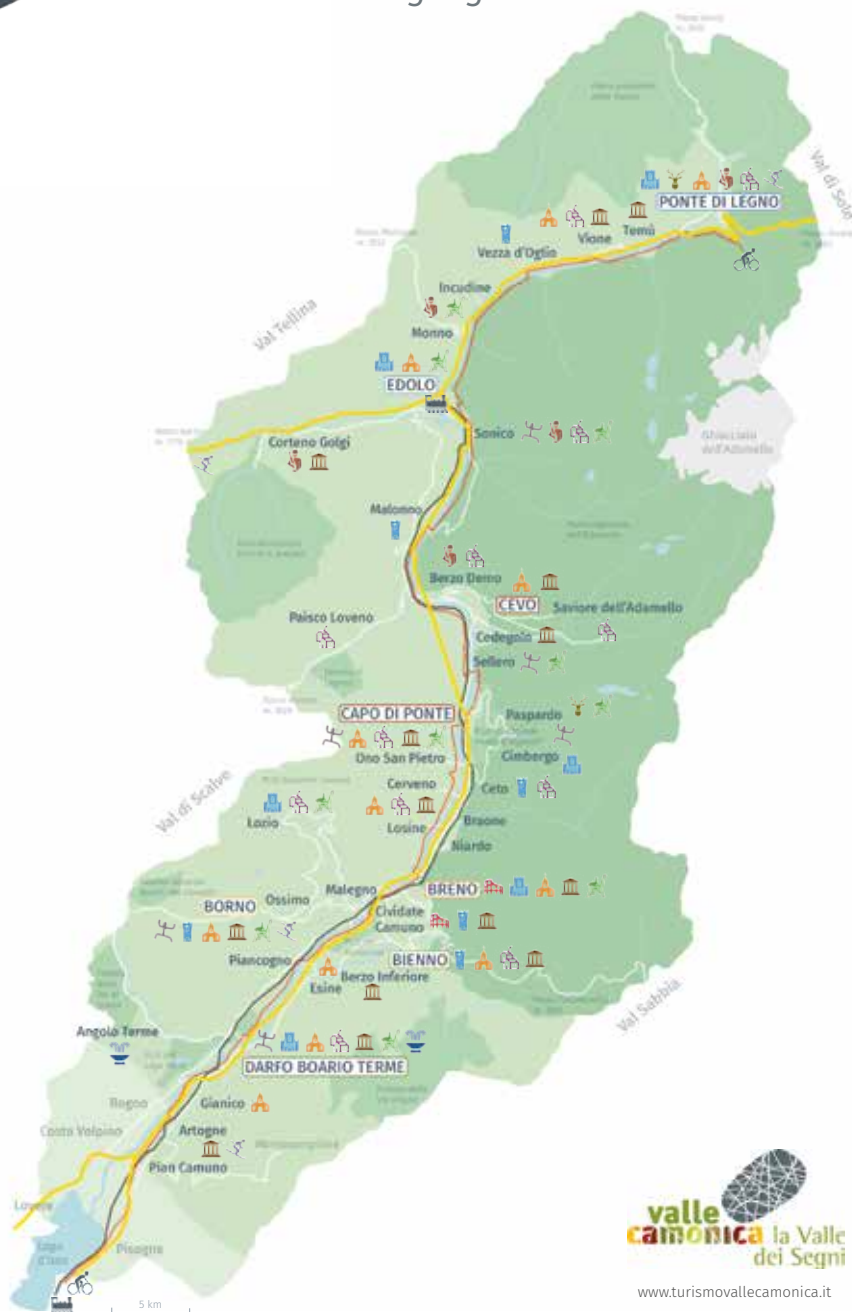 Val di Sole
PONTE DI LEGNO
Temù
Vione
Vezza d'Oglio
Incudine
Monno
Val Tellina
EDOLO
Corteno Golgi
Sonico
Ghiacciaio
dell'Adamello
Malonno
Berzo Demo
CEVO
Saviore dell'Adamello
Paisco Loveno
Cedegolo
Sellero
CAPO DI PONTE
Paspardo
Ono San Pietro
Cimbergo
Cerveno
Ceto
Val di Scalve
Lozio
Losine
Braone
Niardo
Malegno
BRENO
Ossimo
BORNO
Cividate
Camuno
Piancogno
BIENNO
Berzo Inferiore
Esine
Val Sabbia
Angolo Terme
DARFO BOARIO TERME
Rogno
Gianico
Costa Volpino
Artogne
Pian Camuno
Lovere
Lago
d'Iseo
Pisogne
5 km
valle
camonica la Valle
dei Segni
www.turismovallecamonica.it